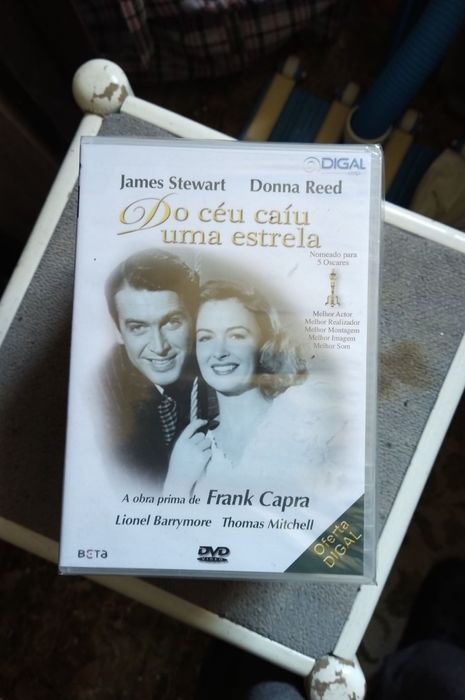 DIGAL
James Stewart Donna Reed
Do céu caíu
uma estrela
Nomeado para
5 Oscares
Melhor Actor
Melhor Realizador
Melhor Montagem
Melhor Imagem
Melhor Som
A obra prima de Frank Capra
Lionel Barrymore Thomas Mitchell
Oferta
DIGAL
BETA
DVD
VIDEO